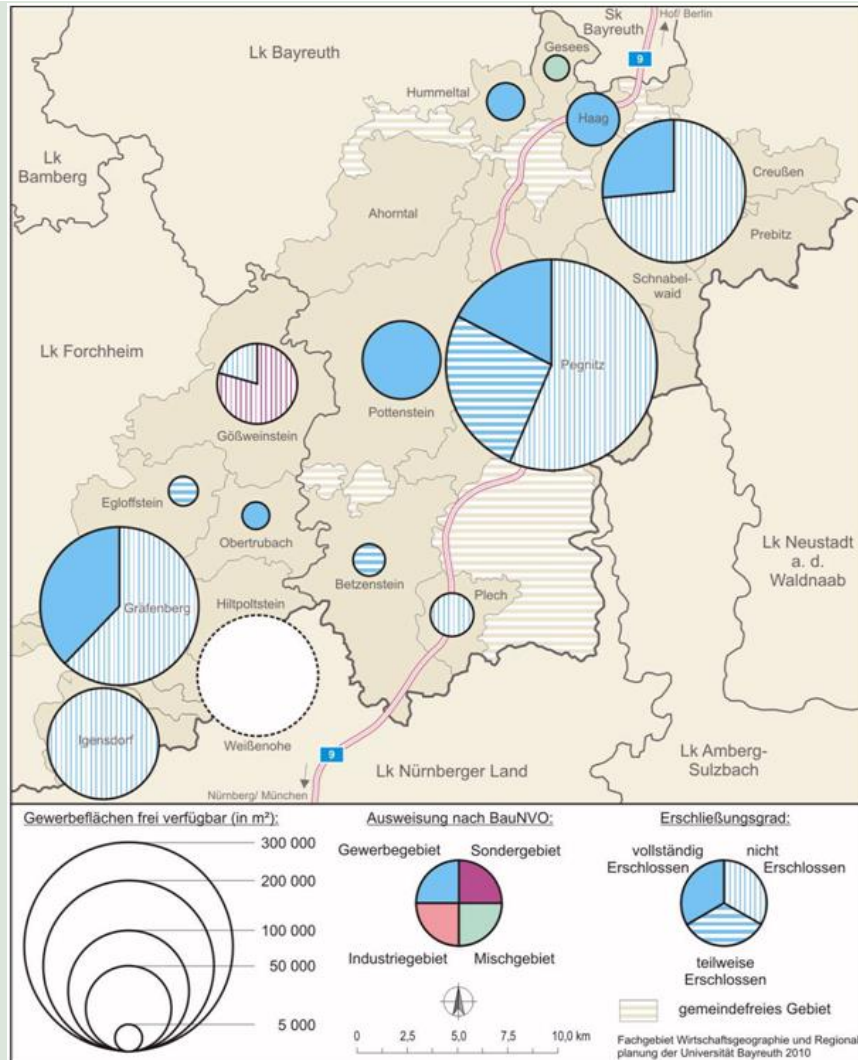 Hof/ Berlin
Sk
Bayreuth
Lk Bayreuth
Gesees
9
Hummeltal
Haag
Lk
Bamberg
Creußen
Ahorntal
Prebitz
Schnabel-
waid
Lk Forchheim
Pegnitz
Pottenstein
Gößweinstein
Egloffstein
Obertrubach
Betzenstein
Lk Neustadt
a. d.
Waldnaab
Plech
Gräfenberg
Hiltpoltstein
Igensdorf
Weißenohe
9
Lk Amberg-
Sulzbach
Lk Nürnberger Land
Nürnberg/ München
Gewerbeflächen frei verfügbar (in m²):
300 000
200 000
100 000
50 000
5 000
Ausweisung nach BauNVO:
Gewerbegebiet Sondergebiet
Industriegebiet Mischgebiet
0 5,0 10,0 km
Erschließungsgrad:
vollständig nicht
Erschlossen Erschlossen
teilweise
Erschlossen
gemeindefreies Gebiet
Fachgebiet Wirtschaftsgeographie und Regional
planung der Universität Bayreuth 2010